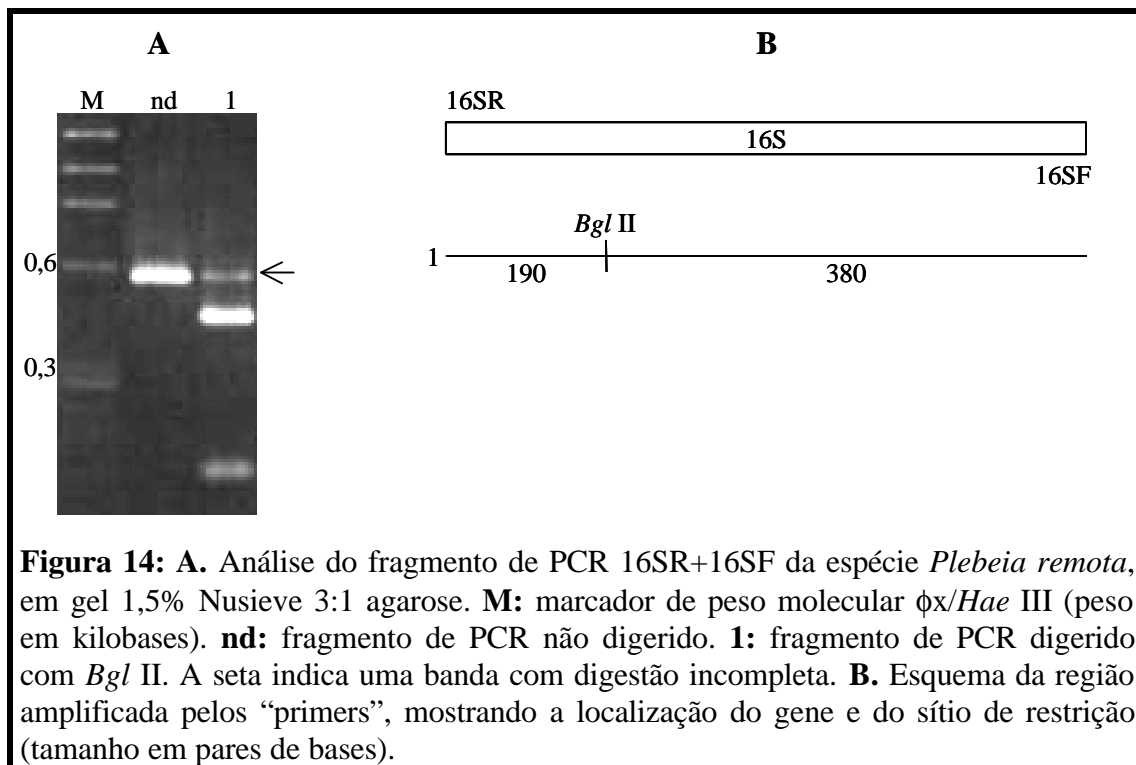 A
B
M nd 1
0,6
0,3
16SR
16S
16SF
Bgl II
1
190 380
Figura 14: A. Análise do fragmento de PCR 16SR+16SF da espécie Plebeia remota,
em gel 1,5% Nusieve 3:1 agarose. M: marcador de peso molecular ϕx/Hae III (peso
em kilobases). nd: fragmento de PCR não digerido. 1: fragmento de PCR digerido
com Bgl II. A seta indica uma banda com digestão incompleta. B. Esquema da região
amplificada pelos “primers”, mostrando a localização do gene e do sítio de restrição
(tamanho em pares de bases).